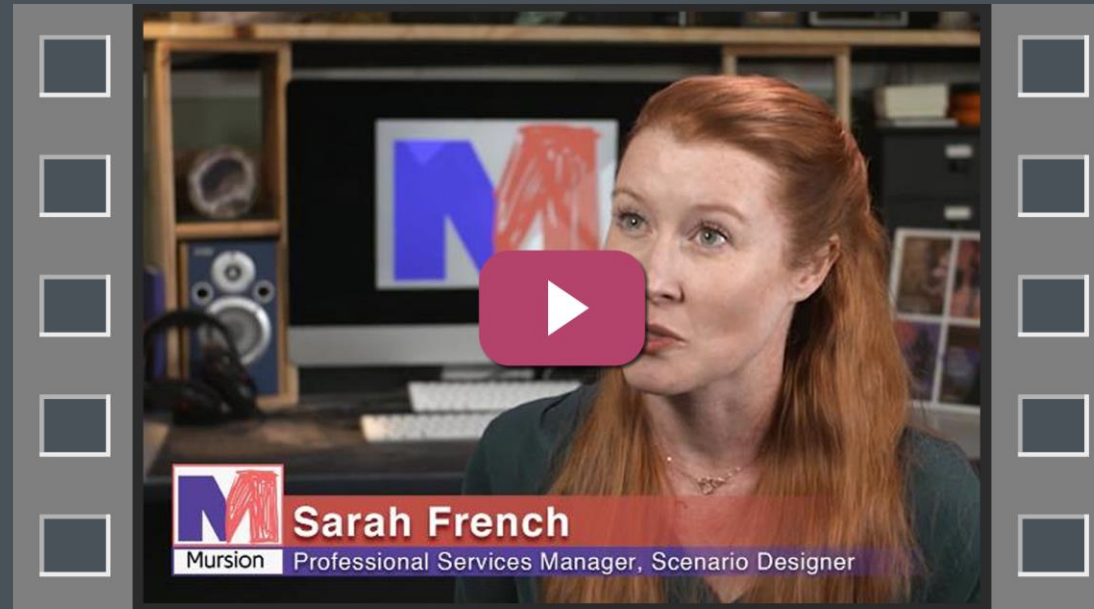 M
M
Sarah French
Mursion
Professional Services Manager, Scenario Designer